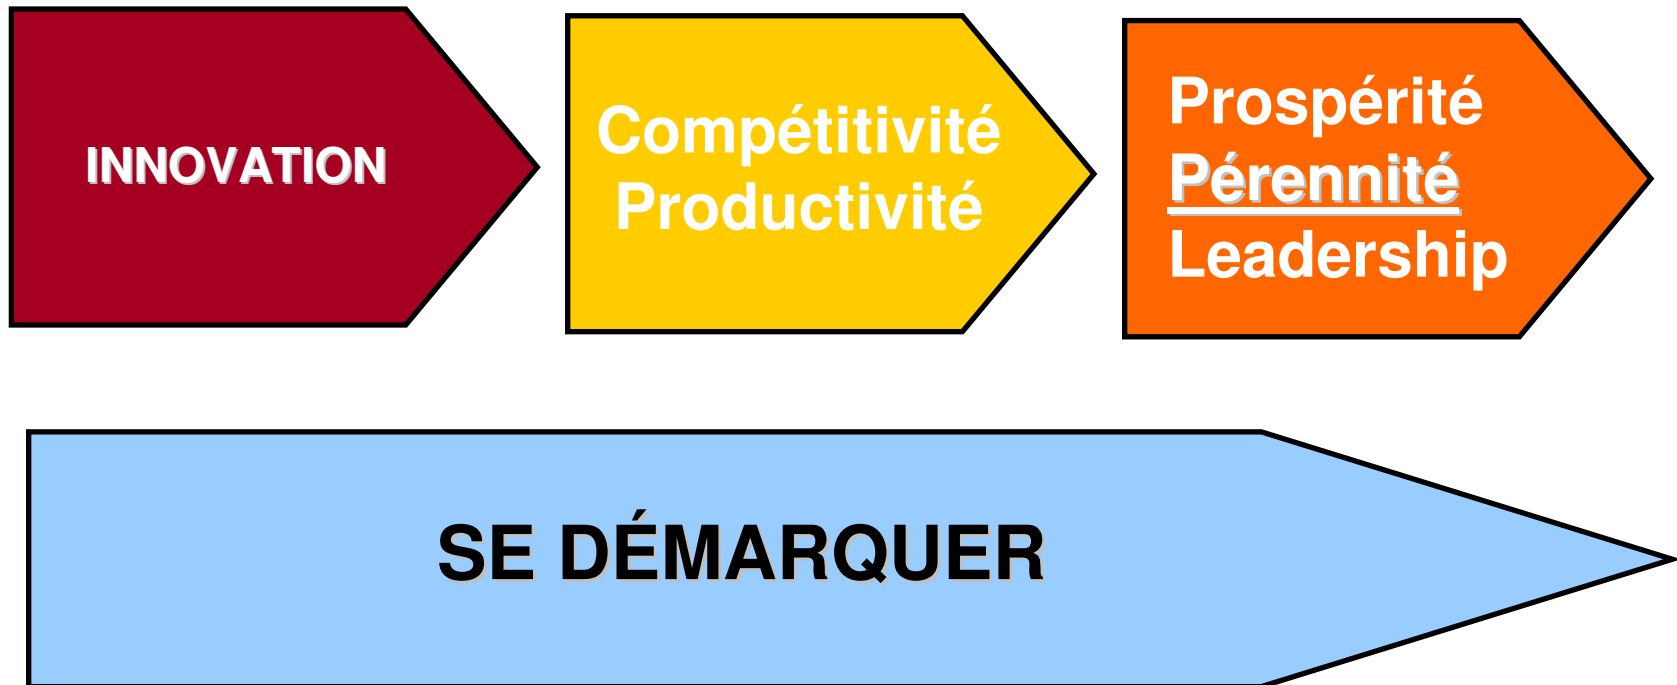 INNOVATION
Compétitivité
Productivité
Prospérité
Pérennité
Leadership
SE DÉMARQUER